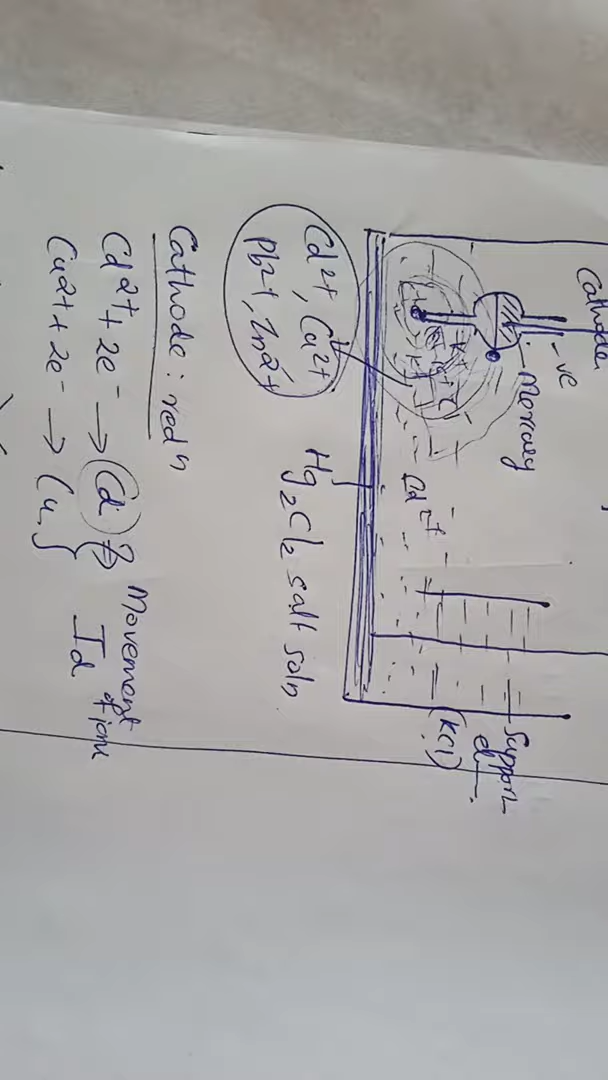 Cathode
-ve
Mercury
Cd2+
Support
el.
(KCl)
Hg2Cl2 salt soln
Cd2+, Cu2+
Pb2+, Zn2+
Cathode : redn
Cd2+ + 2e- → Cd
Cu2+ + 2e- → Cu
Movement
of ions
Id